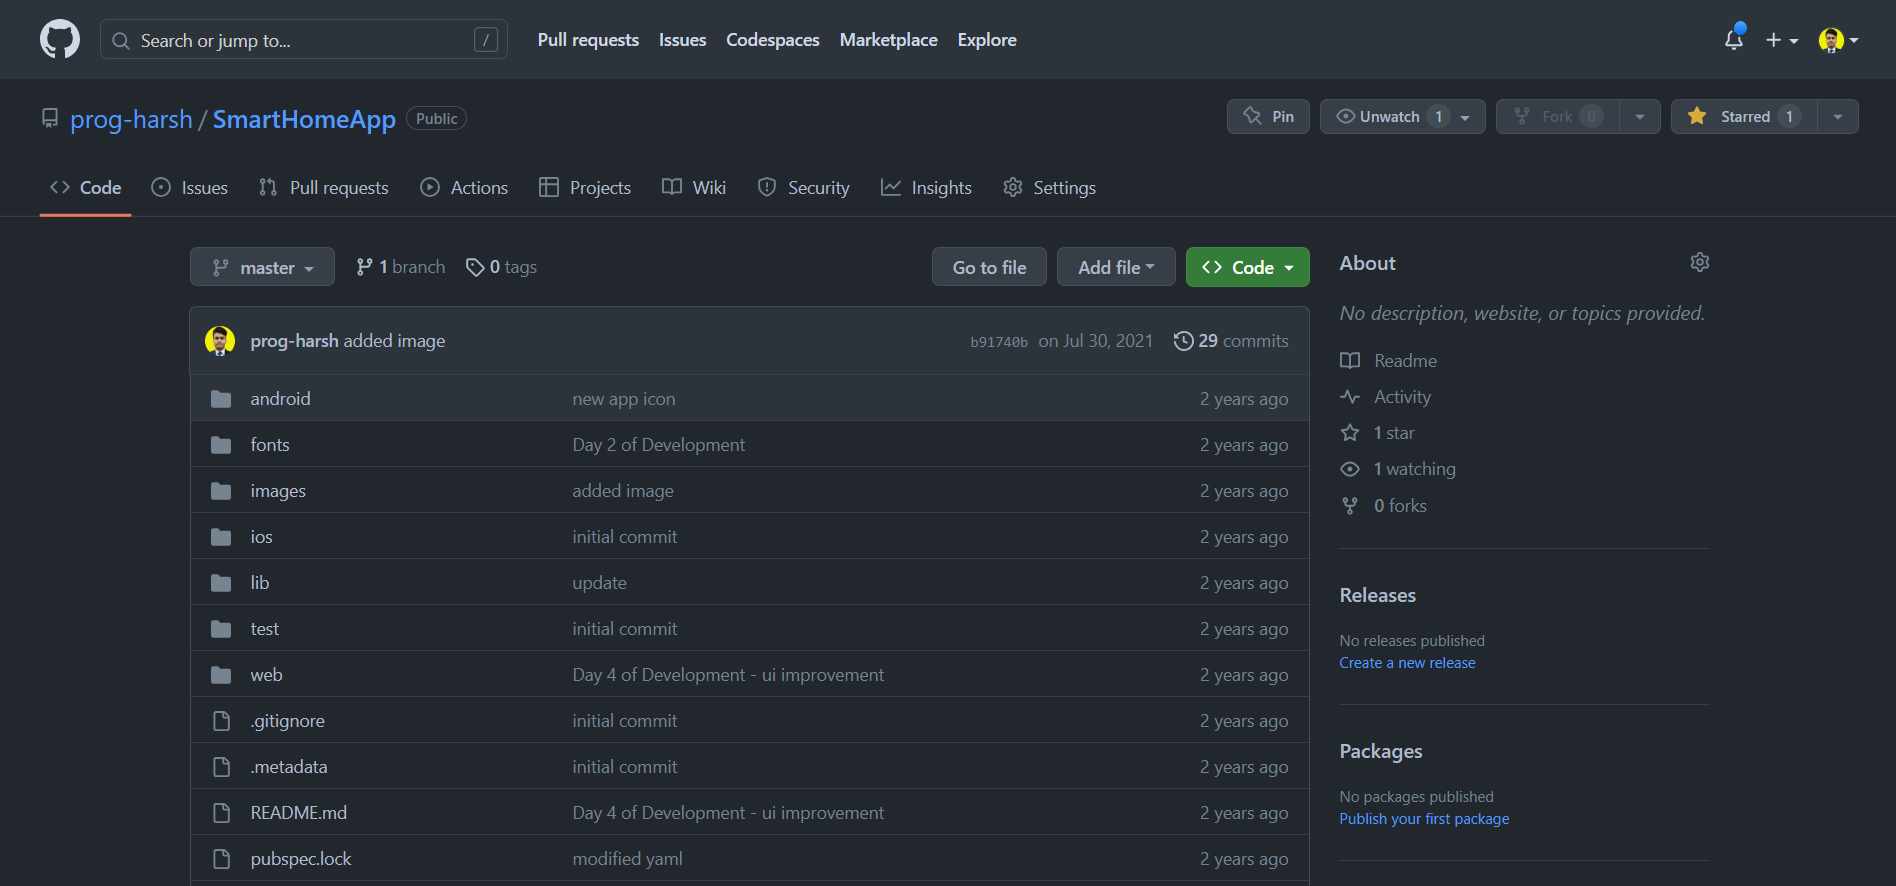 Search or jump to... /
Pull requests Issues Codespaces Marketplace Explore
prog-harsh / SmartHomeApp Public
Pin Unwatch 1 Fork 0 Starred 1
Code Issues Pull requests Actions Projects Wiki Security Insights Settings
master 1 branch 0 tags Go to file Add file Code
prog-harsh added image b91740b on Jul 30, 2021 29 commits
android new app icon 2 years ago
fonts Day 2 of Development 2 years ago
images added image 2 years ago
ios initial commit 2 years ago
lib update 2 years ago
test initial commit 2 years ago
web Day 4 of Development - ui improvement 2 years ago
.gitignore initial commit 2 years ago
.metadata initial commit 2 years ago
README.md Day 4 of Development - ui improvement 2 years ago
pubspec.lock modified yaml 2 years ago
About
No description, website, or topics provided.
Readme
Activity
1 star
1 watching
0 forks
Releases
No releases published
Create a new release
Packages
No packages published
Publish your first package